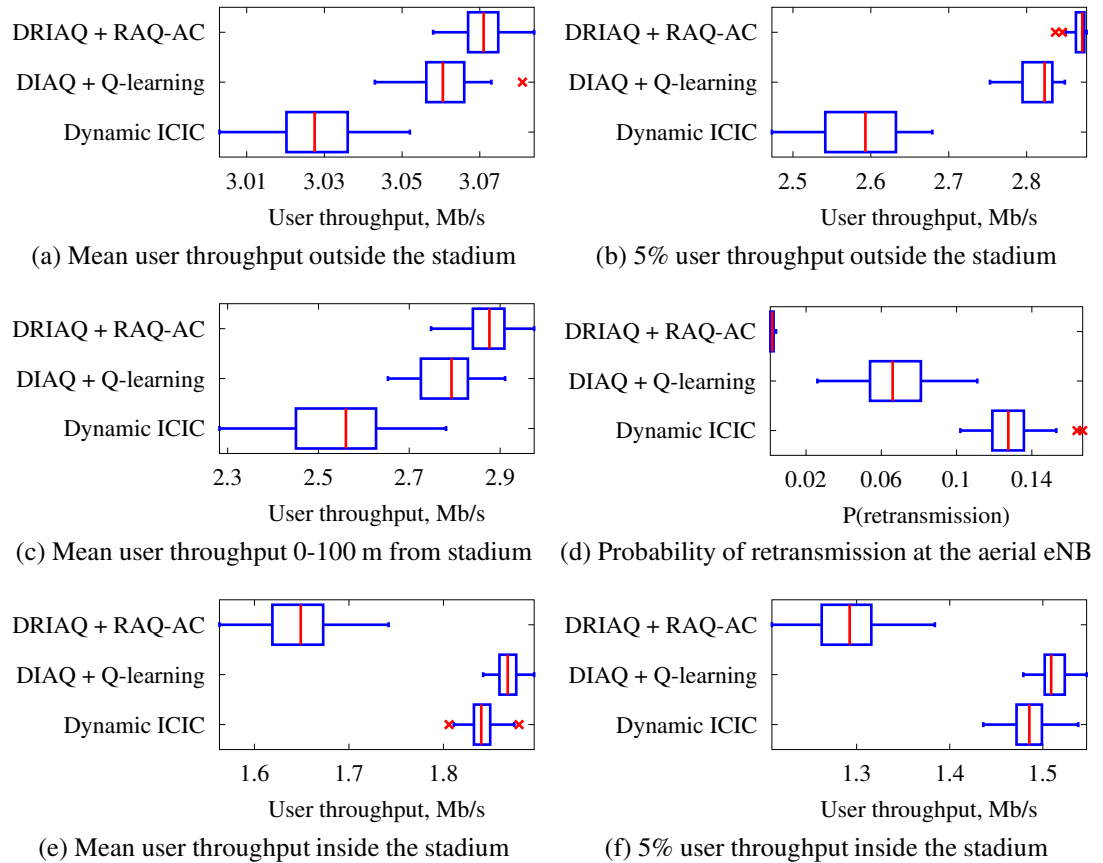 DRIAQ + RAQ-AC
DIAQ + Q-learning
Dynamic ICIC
3.01 3.03 3.05 3.07
User throughput, Mb/s
(a) Mean user throughput outside the stadium
DRIAQ + RAQ-AC
DIAQ + Q-learning
Dynamic ICIC
2.5 2.6 2.7 2.8
User throughput, Mb/s
(b) 5% user throughput outside the stadium
DRIAQ + RAQ-AC
DIAQ + Q-learning
Dynamic ICIC
2.3 2.5 2.7 2.9
User throughput, Mb/s
(c) Mean user throughput 0-100 m from stadium
DRIAQ + RAQ-AC
DIAQ + Q-learning
Dynamic ICIC
0.02 0.06 0.1 0.14
P(retransmission)
(d) Probability of retransmission at the aerial eNB
DRIAQ + RAQ-AC
DIAQ + Q-learning
Dynamic ICIC
1.6 1.7 1.8
User throughput, Mb/s
(e) Mean user throughput inside the stadium
DRIAQ + RAQ-AC
DIAQ + Q-learning
Dynamic ICIC
1.3 1.4 1.5
User throughput, Mb/s
(f) 5% user throughput inside the stadium